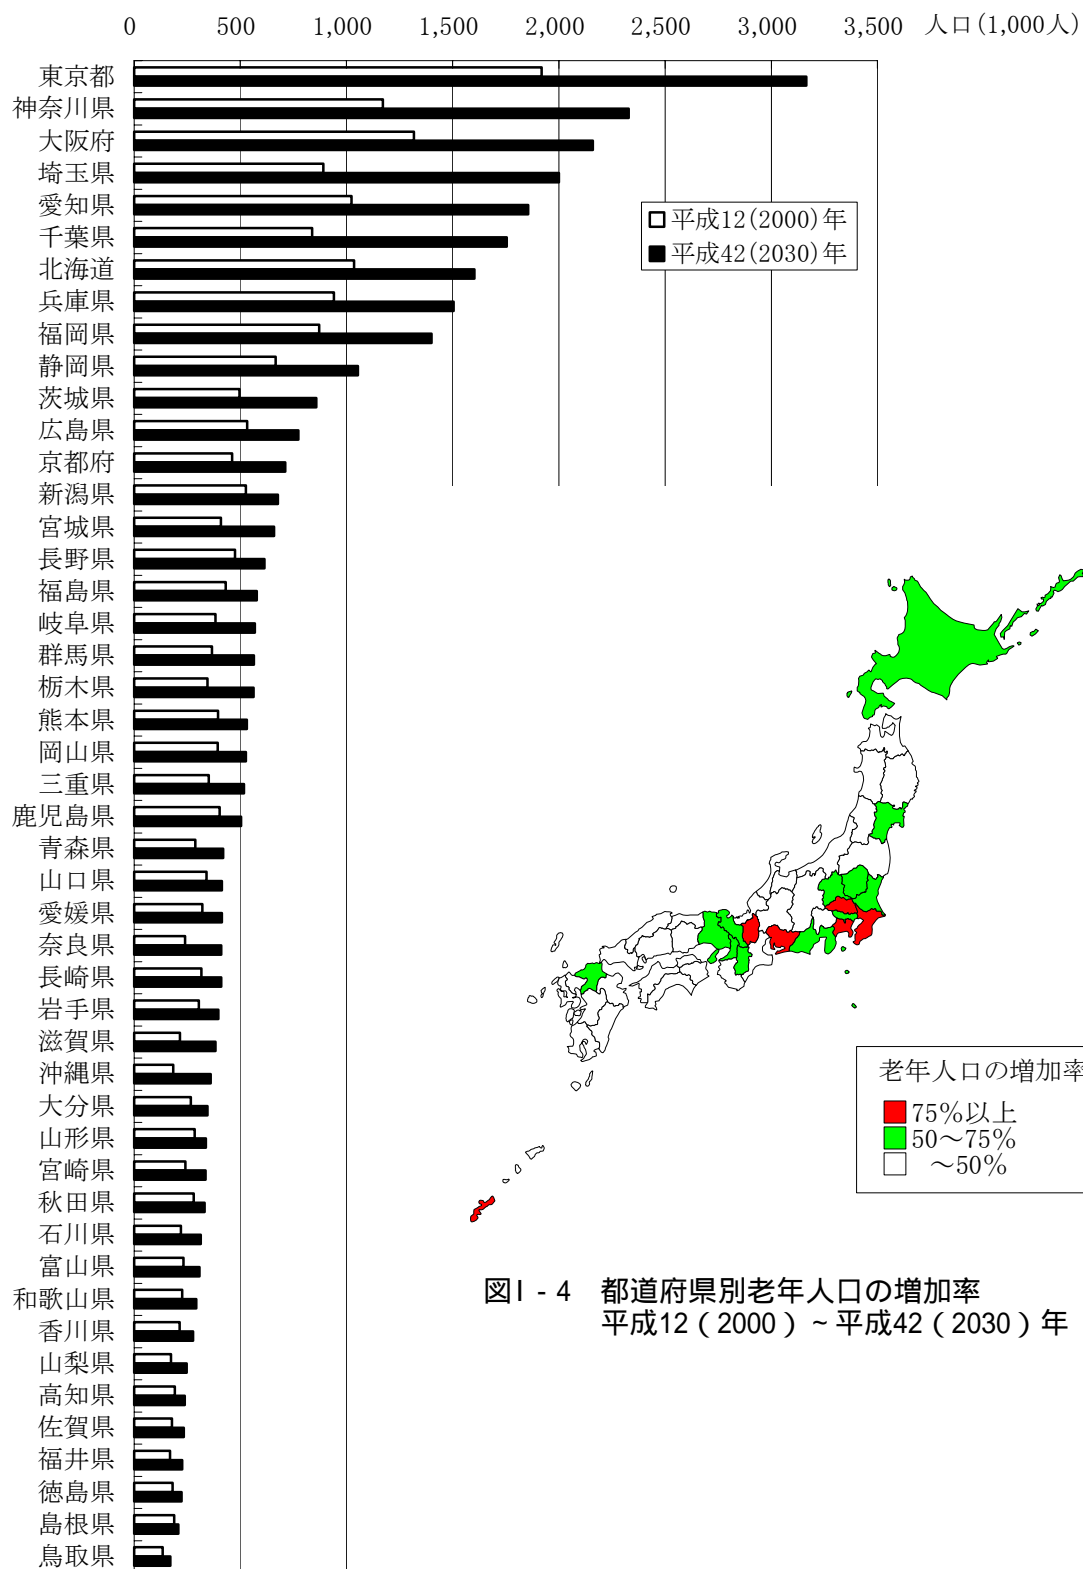 0 500 1,000 1,500 2,000 2,500 3,000 3,500 人口(1,000人)
東京都
神奈川県
大阪府
埼玉県
愛知県
千葉県
北海道
兵庫県
福岡県
静岡県
茨城県
広島県
京都府
新潟県
宮城県
長野県
福島県
岐阜県
群馬県
栃木県
熊本県
岡山県
三重県
鹿児島県
青森県
山口県
愛媛県
奈良県
長崎県
岩手県
滋賀県
沖縄県
大分県
山形県
宮崎県
秋田県
石川県
富山県
和歌山県
香川県
山梨県
高知県
佐賀県
福井県
徳島県
島根県
鳥取県
平成12(2000)年
平成42(2030)年
老年人口の増加率
75%以上
50～75%
～50%
図Ⅰ-4 都道府県別老年人口の増加率
平成12（2000）～平成42（2030）年